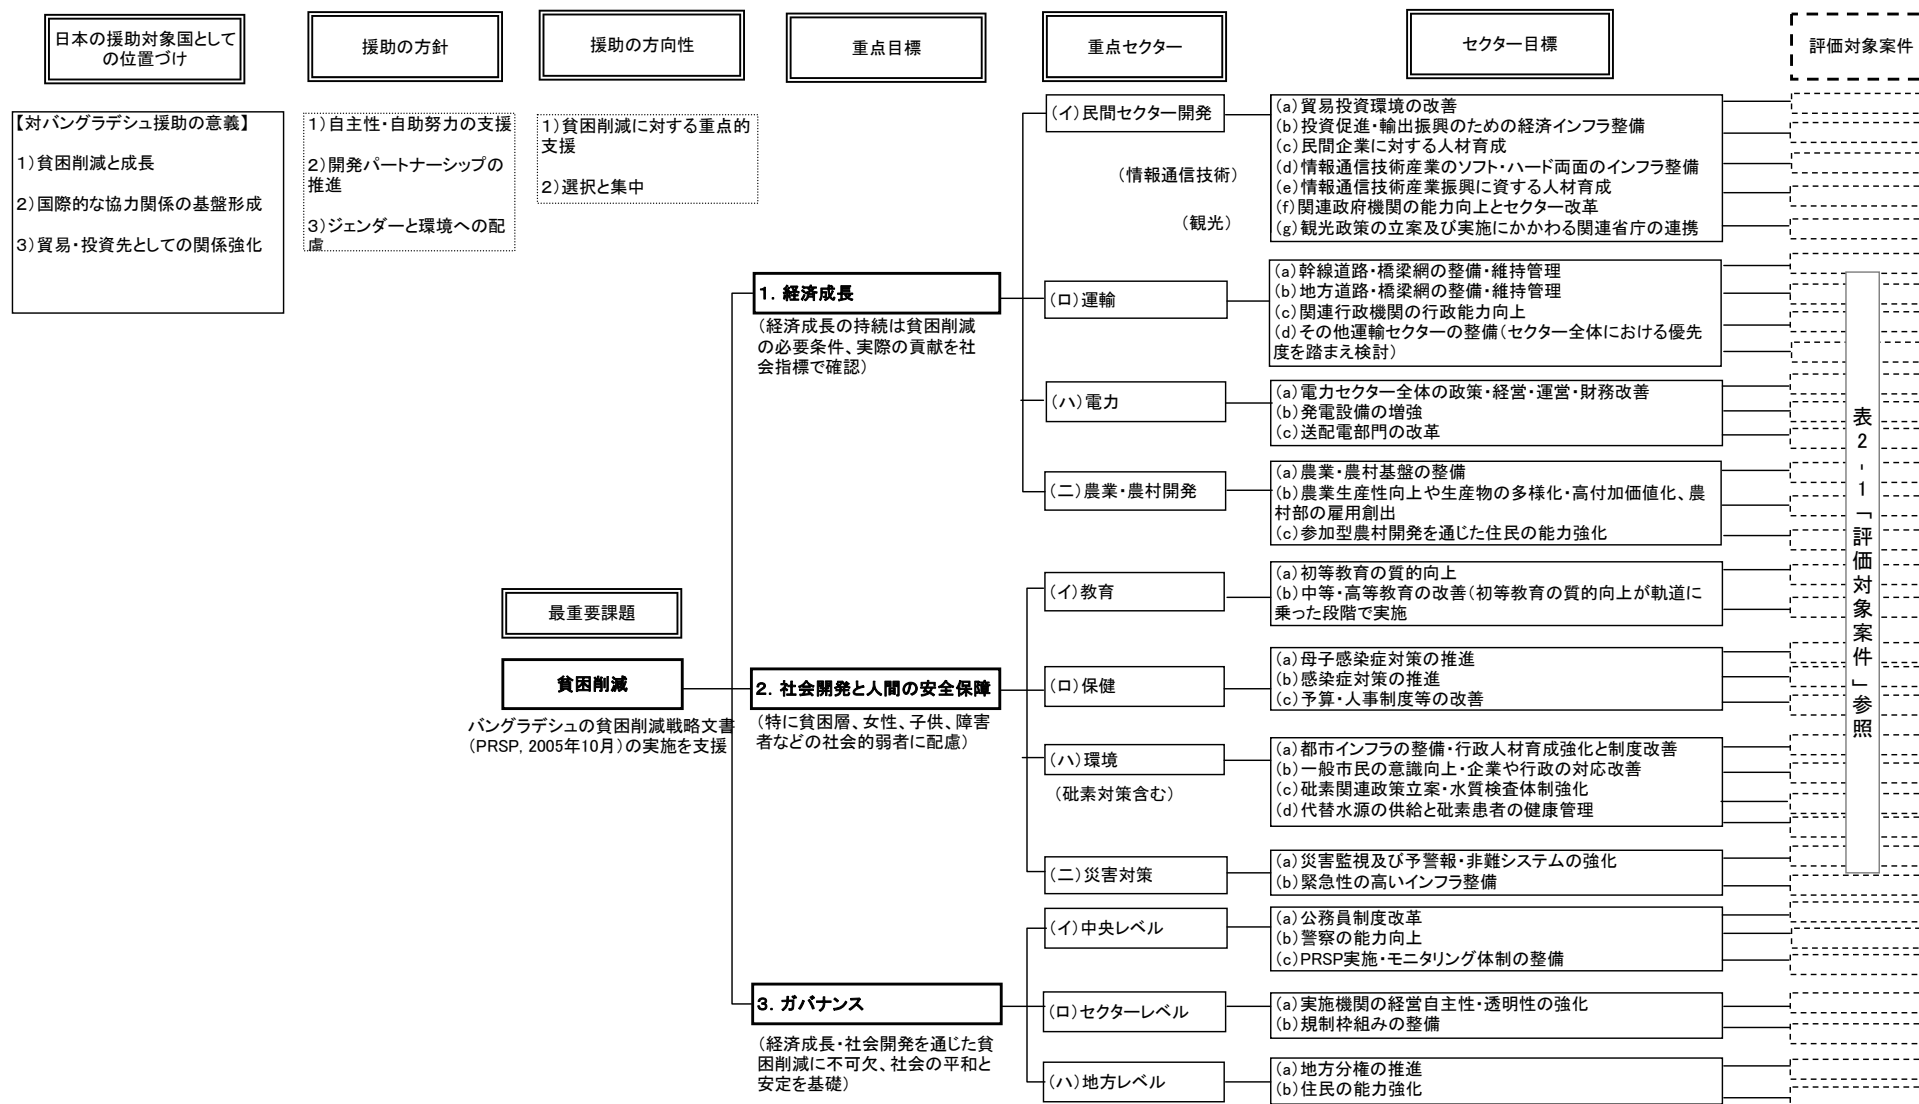 日本の援助対象国として
の位置づけ
援助の方針
援助の方向性
重点目標
重点セクター
セクター目標
評価対象案件
【対バングラデシュ援助の意義】
1)貧困削減と成長
2)国際的な協力関係の基盤形成
3)貿易・投資先としての関係強化
1)自主性・自助努力の支援
2)開発パートナーシップの
推進
3)ジェンダーと環境への配
慮
1)貧困削減に対する重点的
支援
2)選択と集中
最重要課題
貧困削減
バングラデシュの貧困削減戦略文書
(PRSP, 2005年10月)の実施を支援
1. 経済成長
(経済成長の持続は貧困削減
の必要条件、実際の貢献を社
会指標で確認)
(イ)民間セクター開発
(情報通信技術)
(観光)
(a)貿易投資環境の改善
(b)投資促進・輸出振興のための経済インフラ整備
(c)民間企業に対する人材育成
(d)情報通信技術産業のソフト・ハード両面のインフラ整備
(e)情報通信技術産業振興に資する人材育成
(f)関連政府機関の能力向上とセクター改革
(g)観光政策の立案及び実施にかかわる関連省庁の連携
(ロ)運輸
(a)幹線道路・橋梁網の整備・維持管理
(b)地方道路・橋梁網の整備・維持管理
(c)関連行政機関の行政能力向上
(d)その他運輸セクターの整備(セクター全体における優先
度を踏まえ検討)
(ハ)電力
(a)電力セクター全体の政策・経営・運営・財務改善
(b)発電設備の増強
(c)送配電部門の改革
(ニ)農業・農村開発
(a)農業・農村基盤の整備
(b)農業生産性向上や生産物の多様化・高付加価値化、農
村部の雇用創出
(c)参加型農村開発を通じた住民の能力強化
2. 社会開発と人間の安全保障
(特に貧困層、女性、子供、障害
者などの社会的弱者に配慮)
(イ)教育
(a)初等教育の質的向上
(b)中等・高等教育の改善(初等教育の質的向上が軌道に
乗った段階で実施
(ロ)保健
(a)母子感染症対策の推進
(b)感染症対策の推進
(c)予算・人事制度等の改善
(ハ)環境
(砒素対策含む)
(a)都市インフラの整備・行政人材育成強化と制度改善
(b)一般市民の意識向上・企業や行政の対応改善
(c)砒素関連政策立案・水質検査体制強化
(d)代替水源の供給と砒素患者の健康管理
(ニ)災害対策
(a)災害監視及び予警報・非難システムの強化
(b)緊急性の高いインフラ整備
3. ガバナンス
(経済成長・社会開発を通じた貧
困削減に不可欠、社会の平和と
安定を基礎)
(イ)中央レベル
(a)公務員制度改革
(b)警察の能力向上
(c)PRSP実施・モニタリング体制の整備
(ロ)セクターレベル
(a)実施機関の経営自主性・透明性の強化
(b)規制枠組みの整備
(ハ)地方レベル
(a)地方分権の推進
(b)住民の能力強化
表2-1「評価対象案件」参照